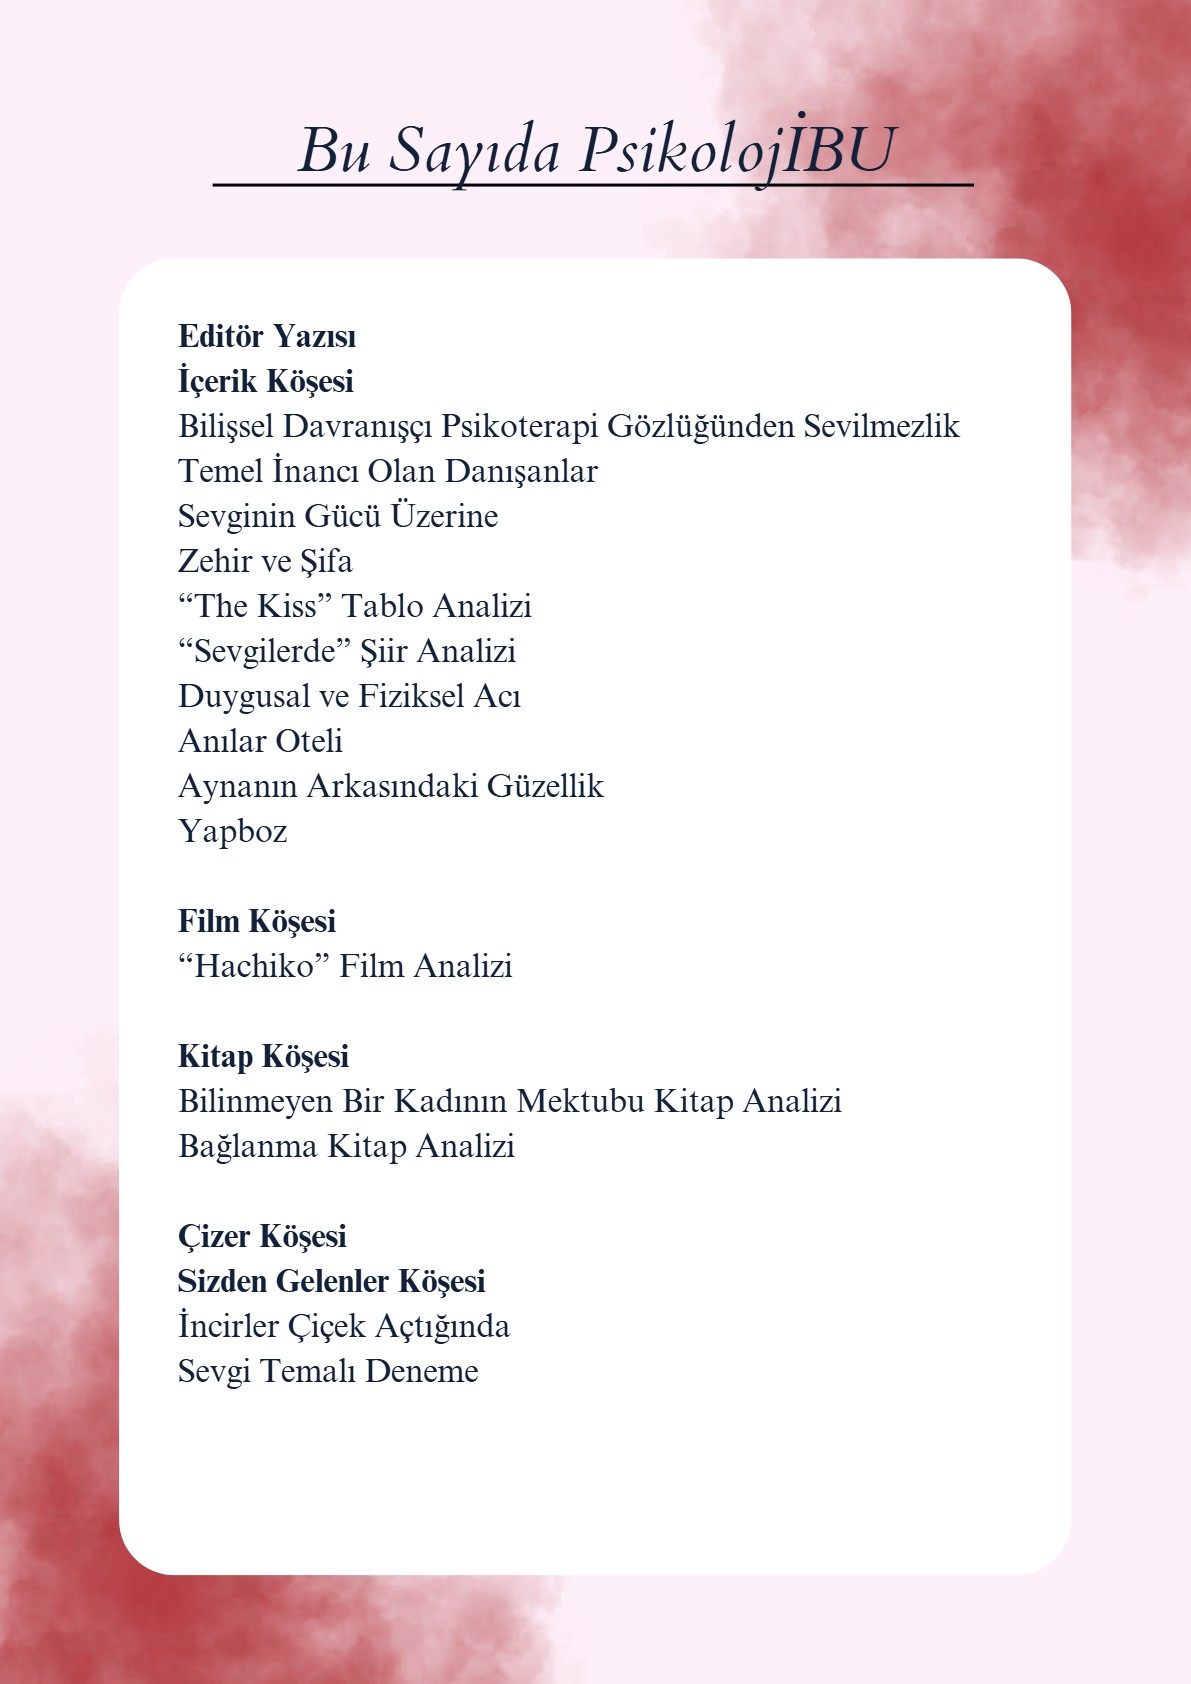 Bu Sayıda PsikolojİBU
Editör Yazısı
İçerik Köşesi
Bilişsel Davranışçı Psikoterapi Gözlüğünden Sevilmezlik
Temel İnancı Olan Danışanlar
Sevginin Gücü Üzerine
Zehir ve Şifa
“The Kiss” Tablo Analizi
“Sevgilerde” Şiir Analizi
Duygusal ve Fiziksel Acı
Anılar Oteli
Aynanın Arkasındaki Güzellik
Yapboz
Film Köşesi
“Hachiko” Film Analizi
Kitap Köşesi
Bilinmeyen Bir Kadının Mektubu Kitap Analizi
Bağlanma Kitap Analizi
Çizer Köşesi
Sizden Gelenler Köşesi
İncirler Çiçek Açtığında
Sevgi Temalı Deneme